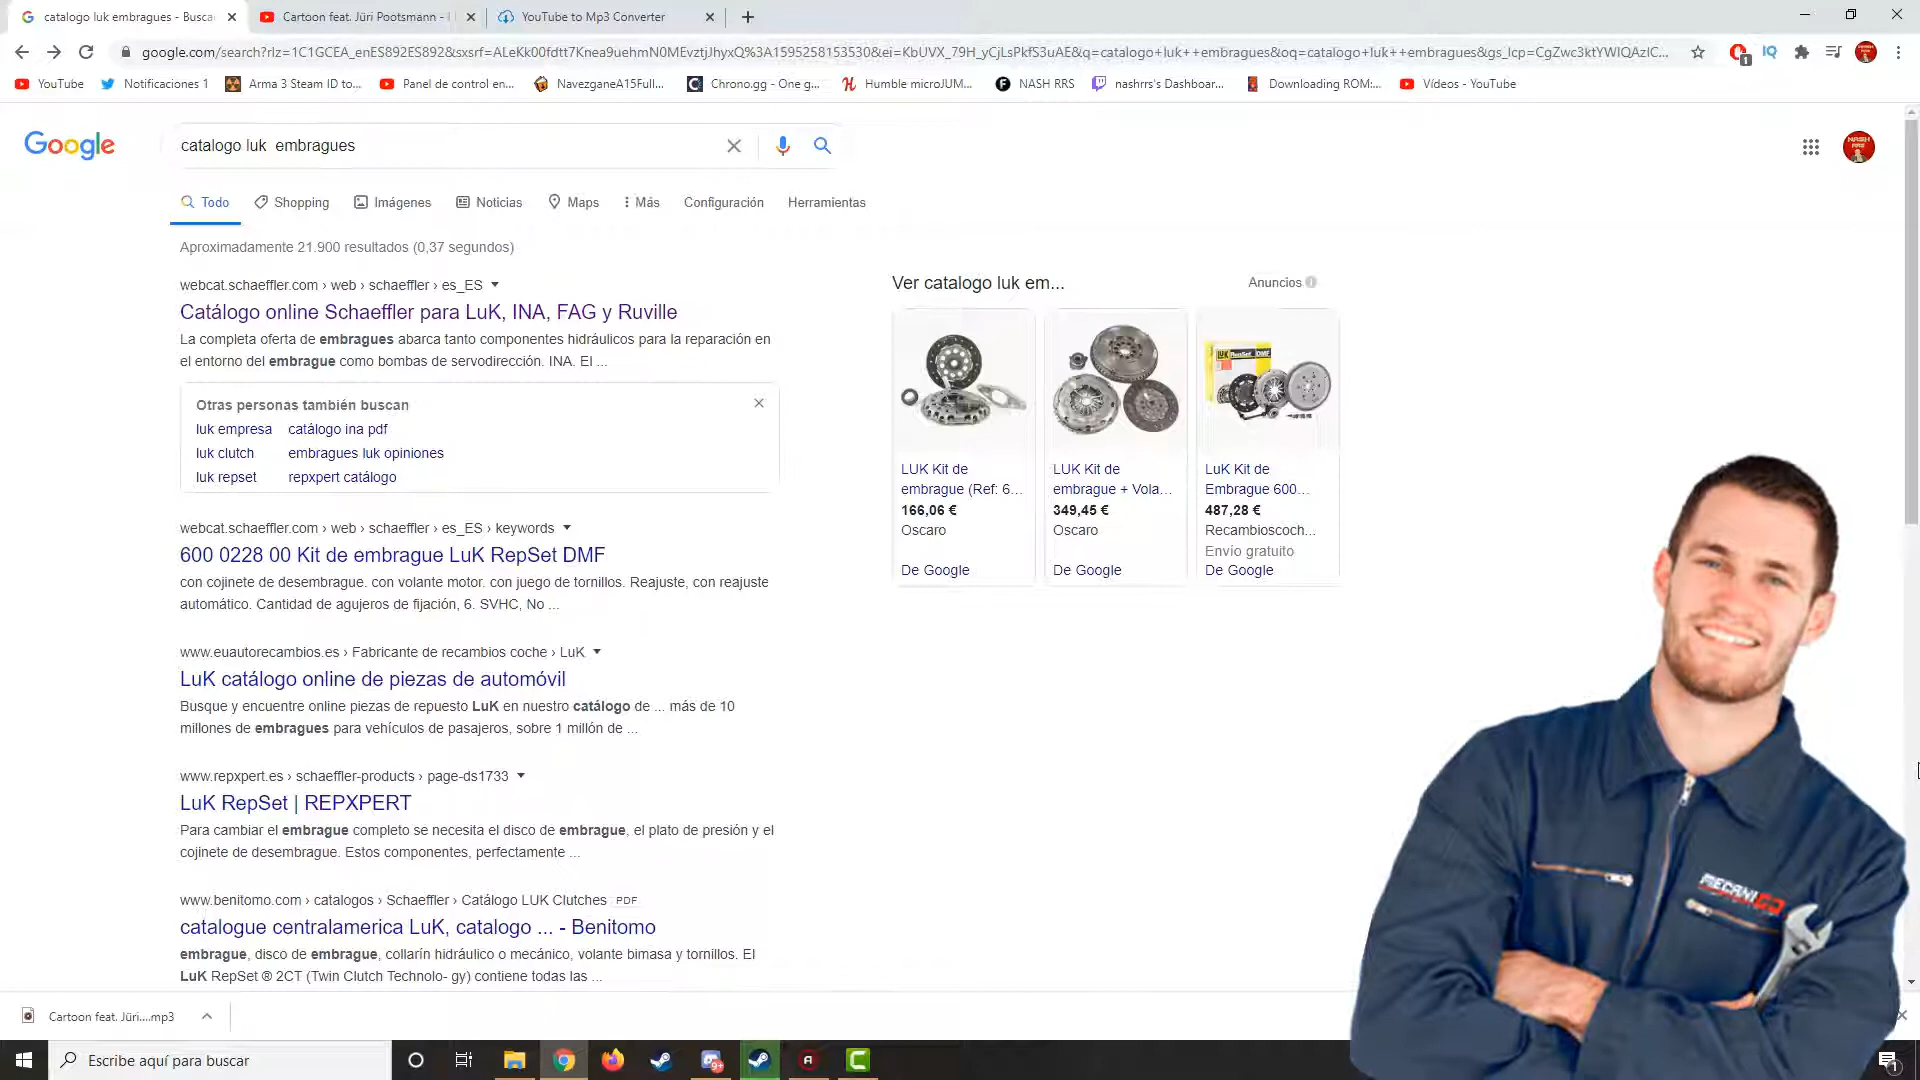 catalogo luk embragues - Busca
Cartoon feat. Jüri Pootsmann -
YouTube to Mp3 Converter
google.com/search?rlz=1C1GCEA_enES892ES892&sxsrf=ALeKk00fdtt7Knea9uehmN0MEvztjJhyxQ%3A1595258153530&ei=KbUVX_79H_yCjLsPkfS3uAE&q=catalogo+luk++embragues&oq=catalogo+luk++embragues&gs_lcp=CgZwc3ktYWIQAzIC...
YouTube
Notificaciones 1
Arma 3 Steam ID to...
Panel de control en...
NavezganeA15Full...
Chrono.gg - One g...
Humble microJUM...
NASH RRS
nashrrs's Dashboar...
Downloading ROM:...
Vídeos - YouTube
Google
catalogo luk  embragues
Todo
Shopping
Imágenes
Noticias
Maps
Más
Configuración
Herramientas
Aproximadamente 21.900 resultados (0,37 segundos)
webcat.schaeffler.com › web › schaeffler › es_ES
Catálogo online Schaeffler para LuK, INA, FAG y Ruville
La completa oferta de embragues abarca tanto componentes hidráulicos para la reparación en
el entorno del embrague como bombas de servodirección. INA. El ...
Otras personas también buscan
luk empresa
catálogo ina pdf
luk clutch
embragues luk opiniones
luk repset
repxpert catálogo
webcat.schaeffler.com › web › schaeffler › es_ES › keywords
600 0228 00 Kit de embrague LuK RepSet DMF
con cojinete de desembrague. con volante motor. con juego de tornillos. Reajuste, con reajuste
automático. Cantidad de agujeros de fijación, 6. SVHC, No ...
www.euautorecambios.es › Fabricante de recambios coche › LuK
LuK catálogo online de piezas de automóvil
Busque y encuentre online piezas de repuesto LuK en nuestro catálogo de ... más de 10
millones de embragues para vehículos de pasajeros, sobre 1 millón de ...
www.repxpert.es › schaeffler-products › page-ds1733
LuK RepSet | REPXPERT
Para cambiar el embrague completo se necesita el disco de embrague, el plato de presión y el
cojinete de desembrague. Estos componentes, perfectamente ...
www.benitomo.com › catalogos › Schaeffler › Catálogo LUK Clutches PDF
catalogue centralamerica LuK, catalogo ... - Benitomo
embrague, disco de embrague, collarín hidráulico o mecánico, volante bimasa y tornillos. El
LuK RepSet ® 2CT (Twin Clutch Technolo- gy) contiene todas las ...
Ver catalogo luk em...
Anuncios
LUK Kit de
embrague (Ref: 6...
166,06 €
Oscaro
De Google
LUK Kit de
embrague + Vola...
349,45 €
Oscaro
De Google
LuK Kit de
Embrague 600...
487,28 €
Recambioscoch...
Envío gratuito
De Google
MECANICO
Cartoon feat. Jüri....mp3
Escribe aquí para buscar